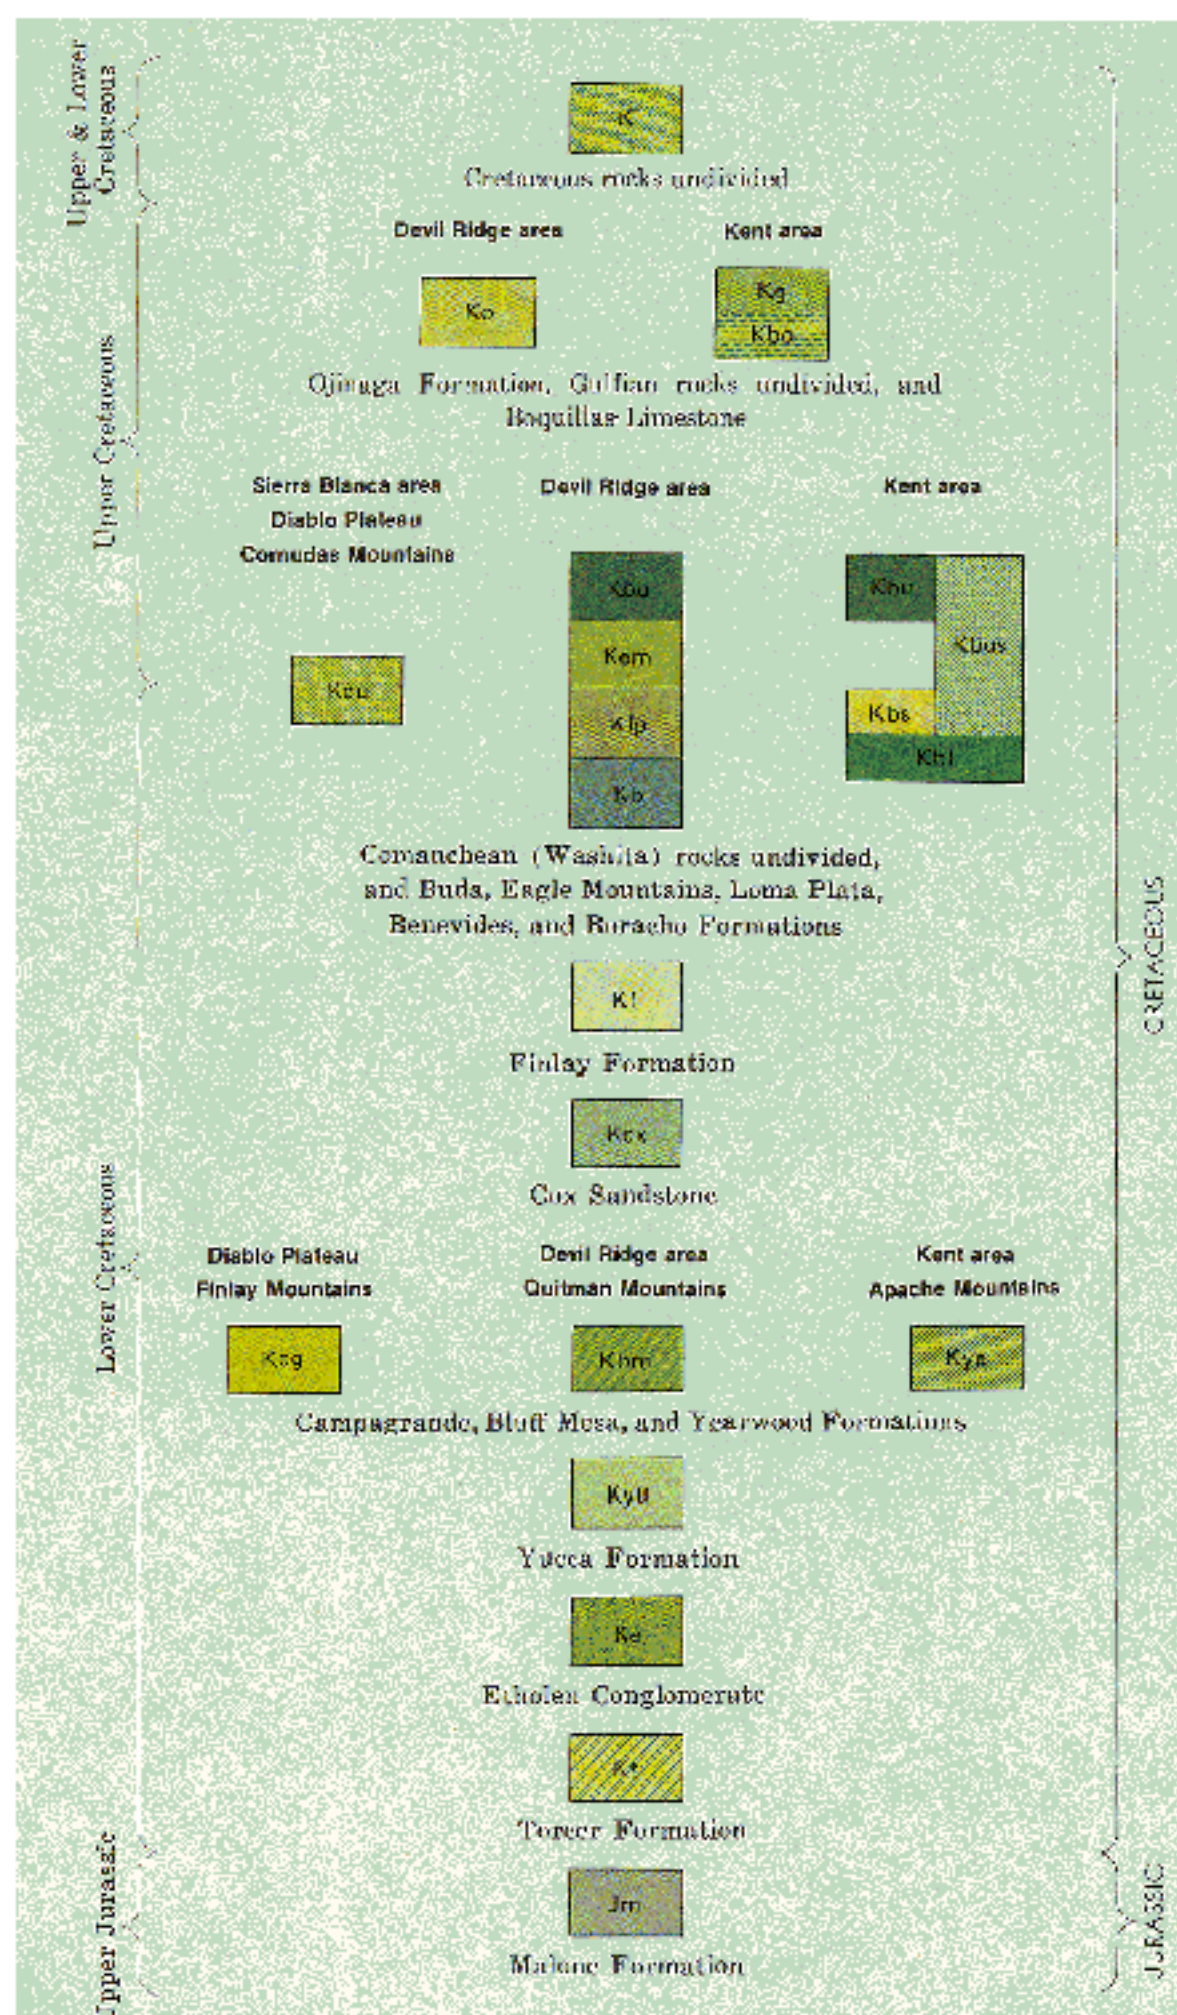 Upper & Lower
Cretaceous
K
Cretaceous rocks undivided
Devil Ridge area
Kent area
Ko
Kg
Kbo
Ojinaga Formation, Gulfian rocks undivided, and
Boquillas Limestone
Upper Cretaceous
Sierra Blanca area
Diablo Plateau
Cornudas Mountains
Devil Ridge area
Kent area
Kbu
Kem
Klp
Kb
Kbu
Kbus
Kbs
Kbl
Comanchean (Washita) rocks undivided,
and Buda, Eagle Mountains, Loma Plata,
Benevides, and Boracho Formations
Kf
Finlay Formation
Kcx
Cox Sandstone
CRETACEOUS
Lower Cretaceous
Diablo Plateau
Finlay Mountains
Devil Ridge area
Quitman Mountains
Kent area
Apache Mountains
Kcg
Kbm
Kye
Campagrande, Bluff Mesa, and Yearwood Formations
Kyu
Yucca Formation
Ke
Etholen Conglomerate
Kt
Torcer Formation
Upper Jurassic
Jm
Malone Formation
JURASSIC